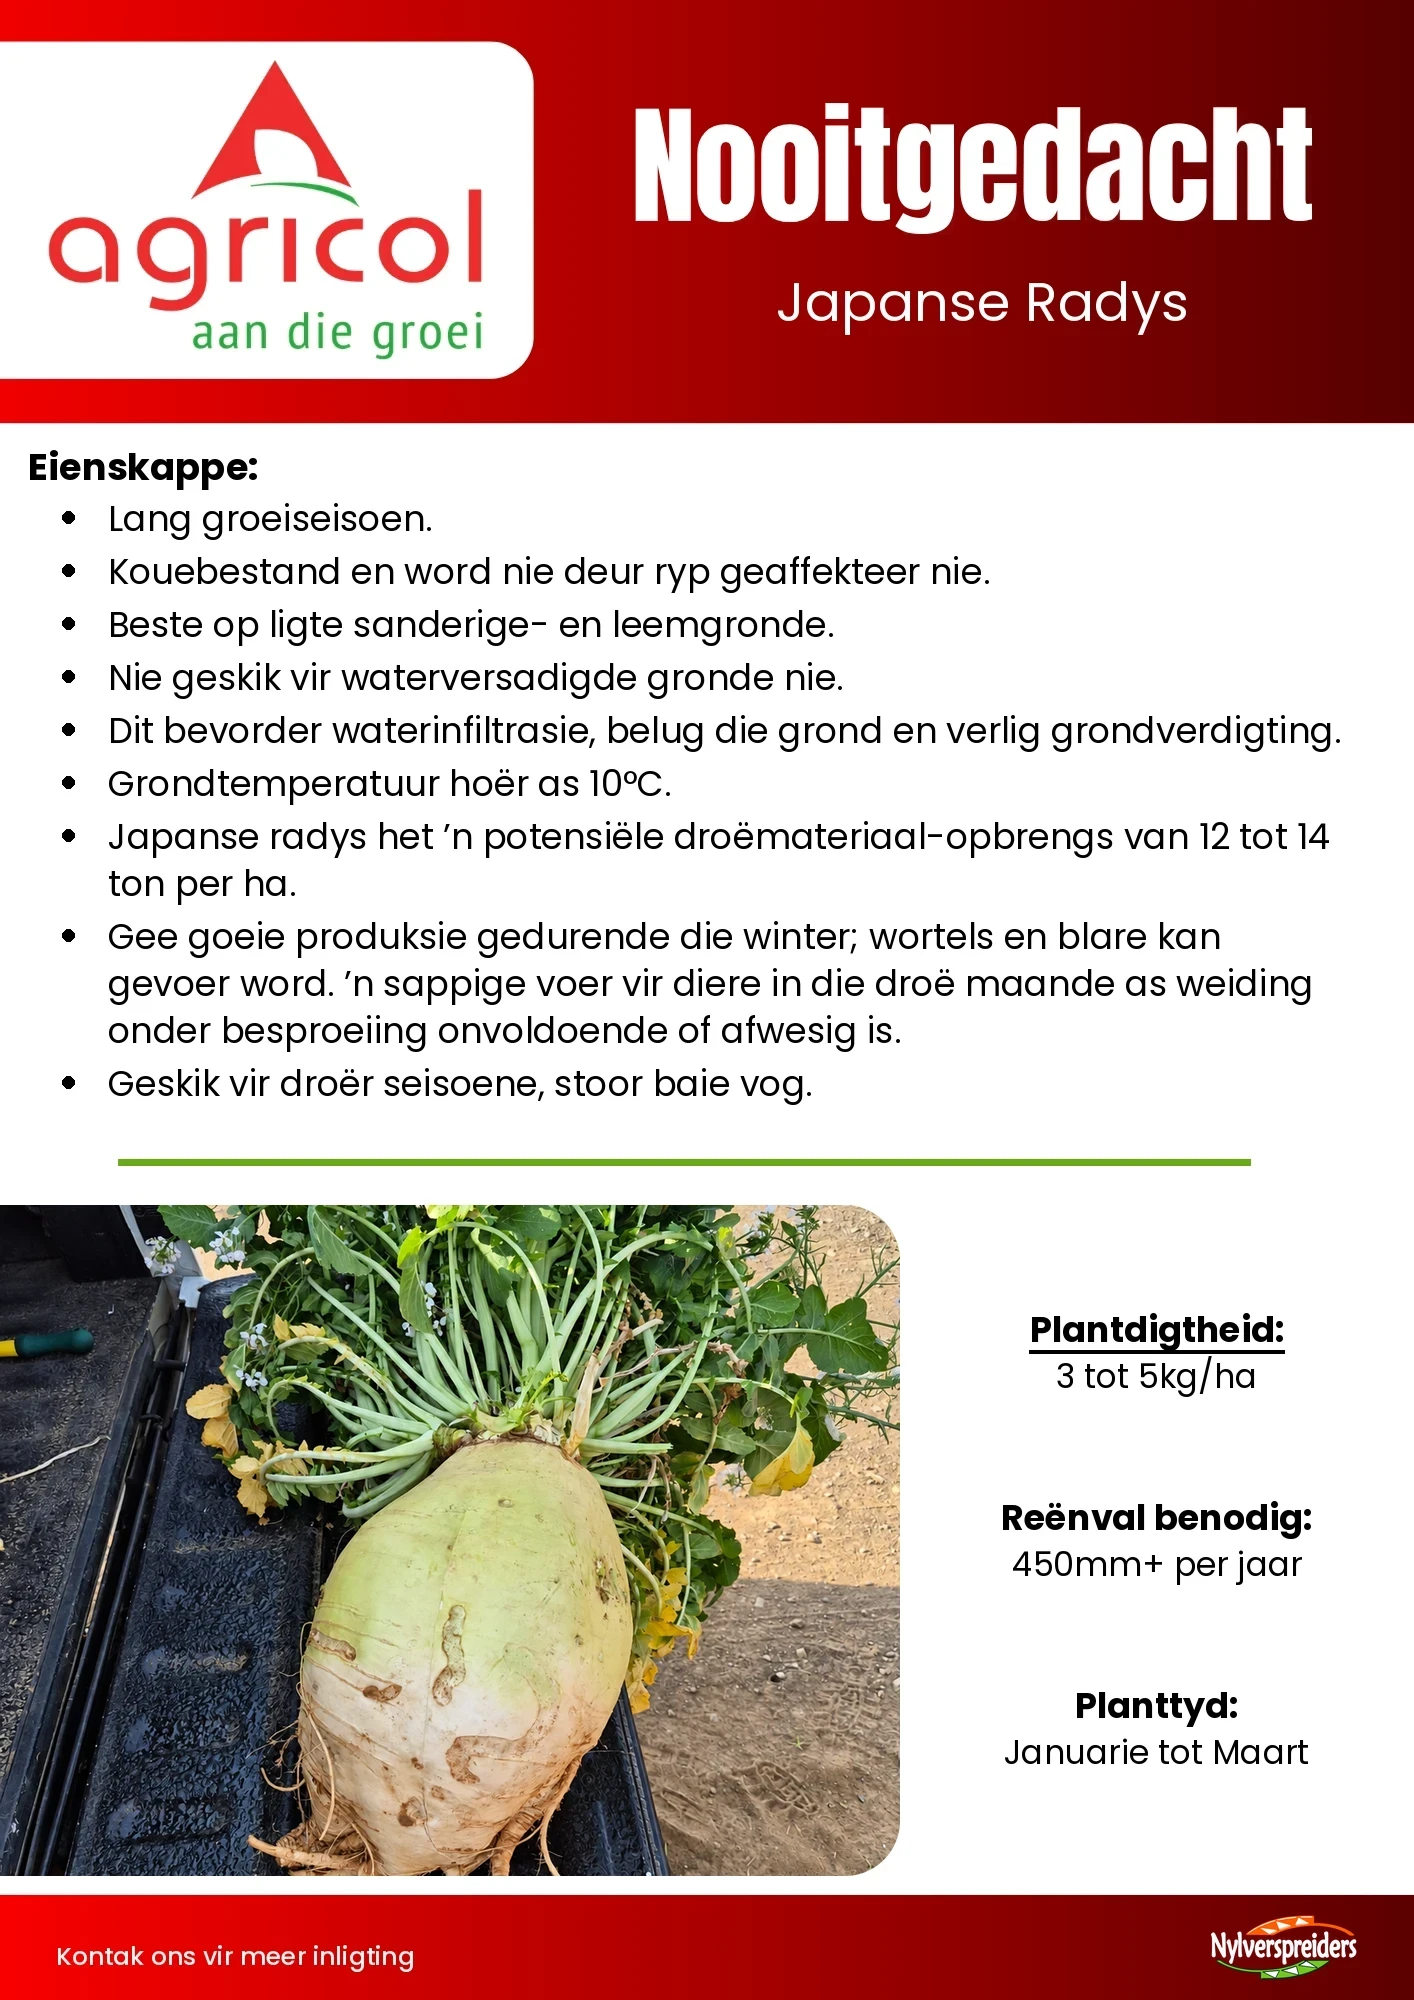 agricol
aan die groei
Nooitgedacht
Japanse Radys
Eienskappe:
• Lang groeiseisoen.
• Kouebestand en word nie deur ryp geaffekteer nie.
• Beste op ligte sanderige- en leemgronde.
• Nie geskik vir waterversadigde gronde nie.
• Dit bevorder waterinfiltrasie, belug die grond en verlig grondverdigting.
• Grondtemperatuur hoër as 10°C.
• Japanse radys het ’n potensiële droëmateriaal-opbrengs van 12 tot 14
ton per ha.
• Gee goeie produksie gedurende die winter; wortels en blare kan
gevoer word. ’n sappige voer vir diere in die droë maande as weiding
onder besproeiing onvoldoende of afwesig is.
• Geskik vir droër seisoene, stoor baie vog.
Plantdigtheid:
3 tot 5kg/ha
Reënval benodig:
450mm+ per jaar
Planttyd:
Januarie tot Maart
Kontak ons vir meer inligting
Nylverspreiders